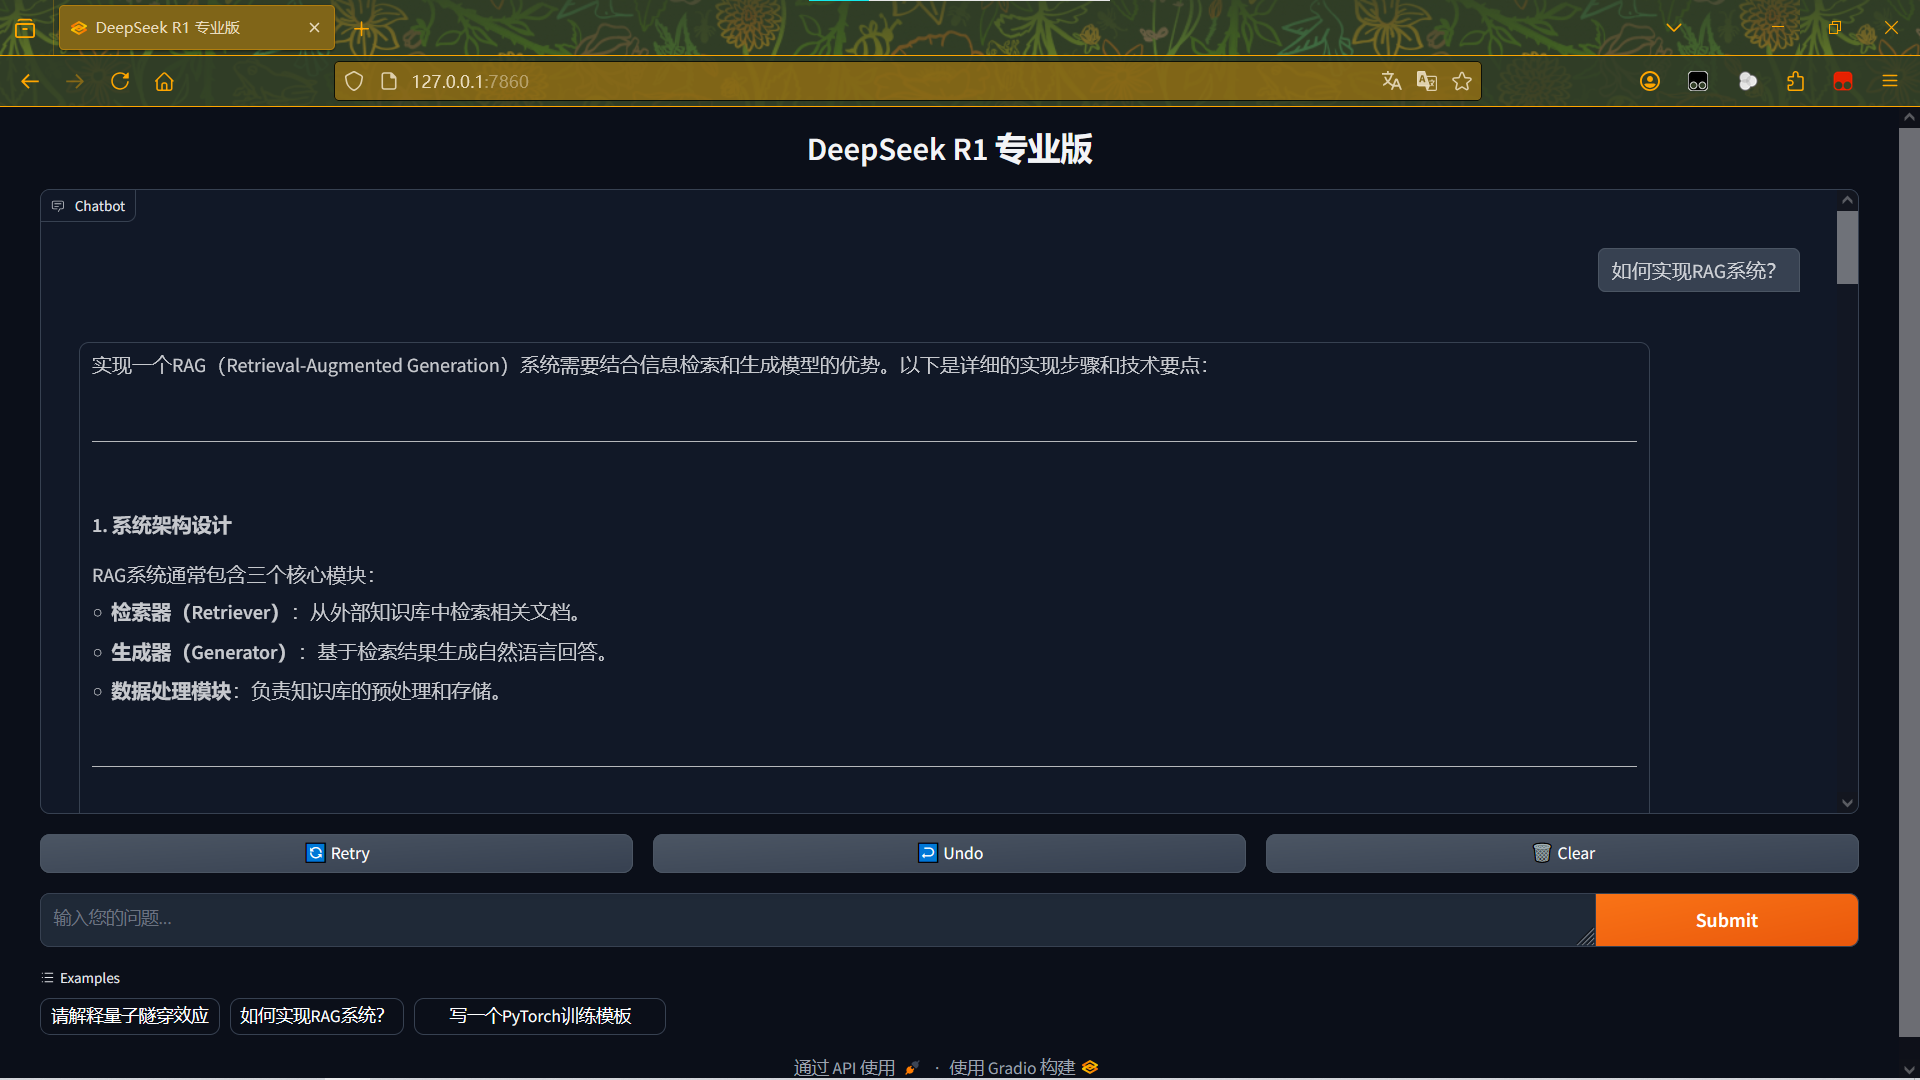 DeepSeek R1 专业版
127.0.0.1:7860
DeepSeek R1 专业版
Chatbot
如何实现RAG系统？
实现一个RAG（Retrieval-Augmented Generation）系统需要结合信息检索和生成模型的优势。以下是详细的实现步骤和技术要点：
1. 系统架构设计
RAG系统通常包含三个核心模块：
○ 检索器（Retriever）：从外部知识库中检索相关文档。
○ 生成器（Generator）：基于检索结果生成自然语言回答。
○ 数据处理模块：负责知识库的预处理和存储。
Retry
Undo
Clear
输入您的问题...
Submit
Examples
请解释量子隧穿效应
如何实现RAG系统？
写一个PyTorch训练模板
通过 API 使用 · 使用 Gradio 构建